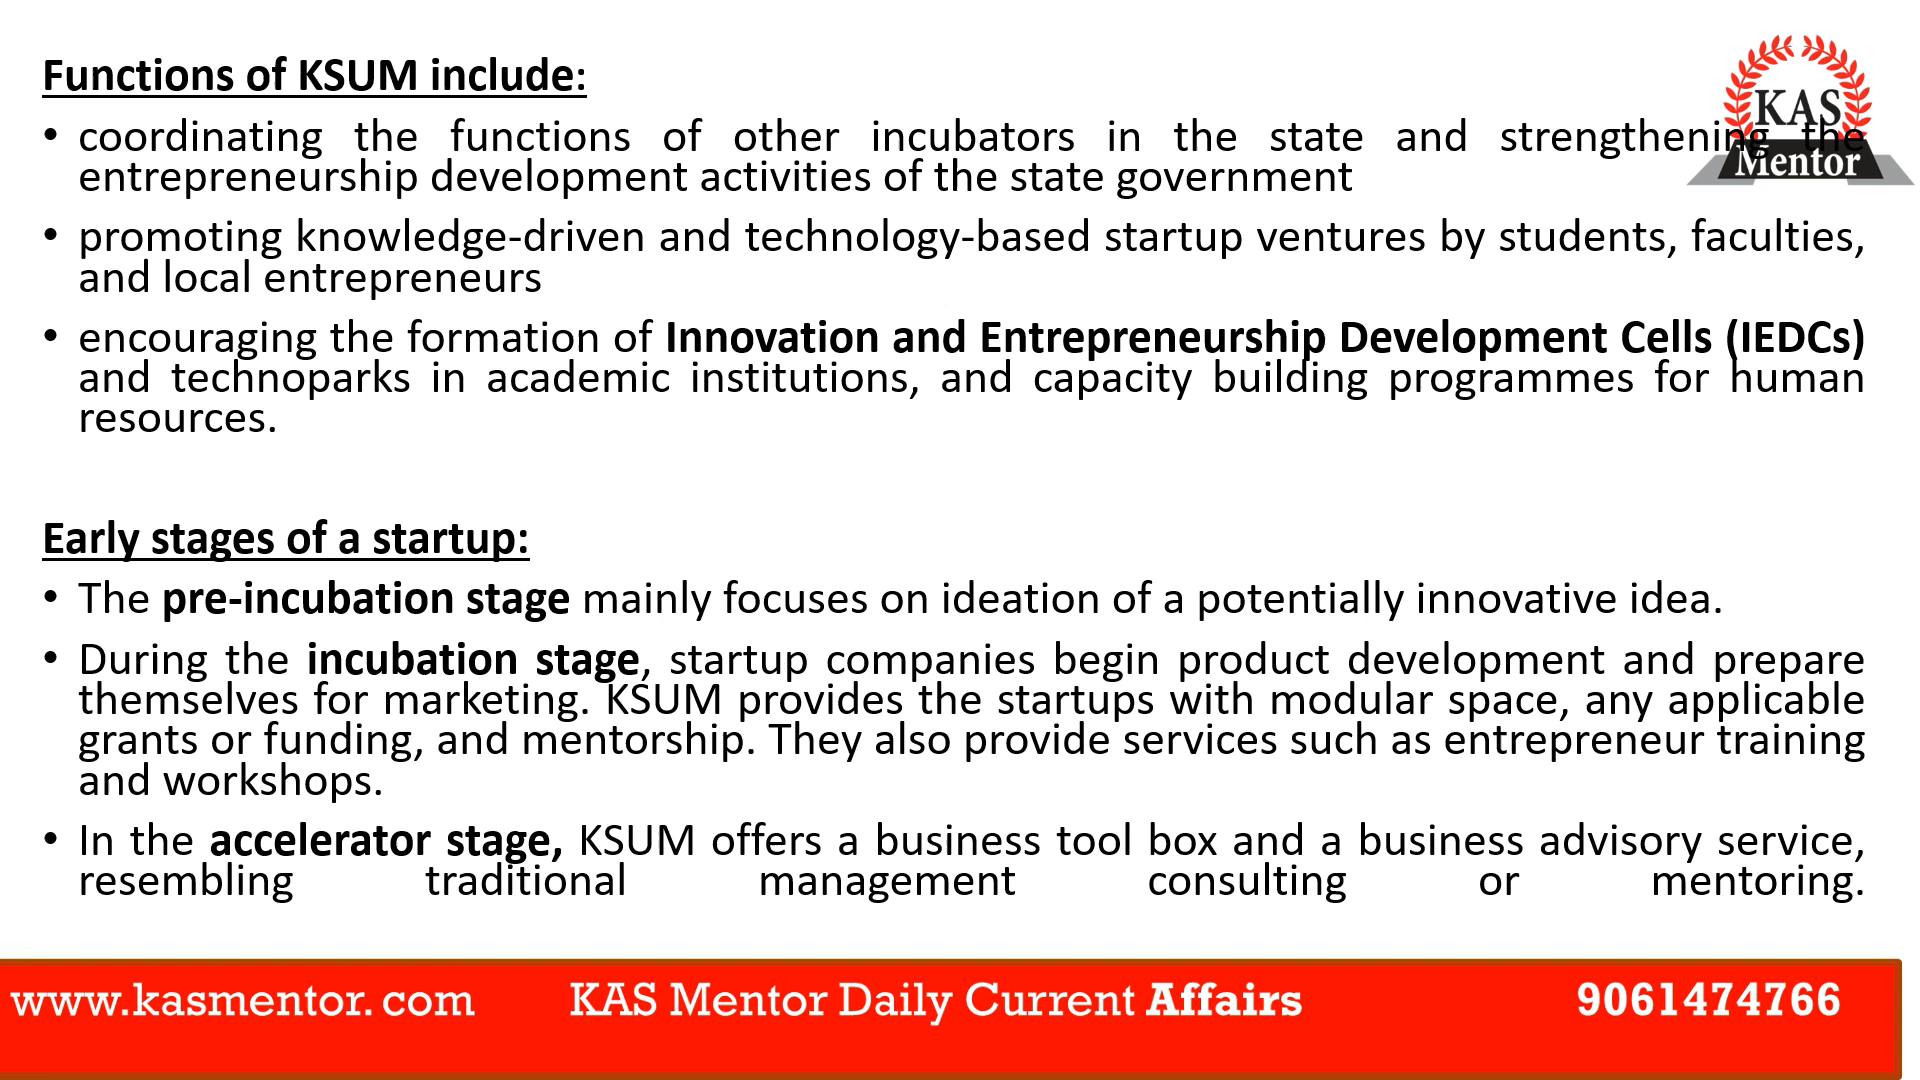 Functions of KSUM include:
KAS
Mentor
• coordinating the functions of other incubators in the state and strengthening the
entrepreneurship development activities of the state government
• promoting knowledge-driven and technology-based startup ventures by students, faculties,
and local entrepreneurs
• encouraging the formation of Innovation and Entrepreneurship Development Cells (IEDCs)
and technoparks in academic institutions, and capacity building programmes for human
resources.
Early stages of a startup:
• The pre-incubation stage mainly focuses on ideation of a potentially innovative idea.
• During the incubation stage, startup companies begin product development and prepare
themselves for marketing. KSUM provides the startups with modular space, any applicable
grants or funding, and mentorship. They also provide services such as entrepreneur training
and workshops.
• In the accelerator stage, KSUM offers a business tool box and a business advisory service,
resembling traditional management consulting or mentoring.
www.kasmentor. com KAS Mentor Daily Current Affairs 9061474766